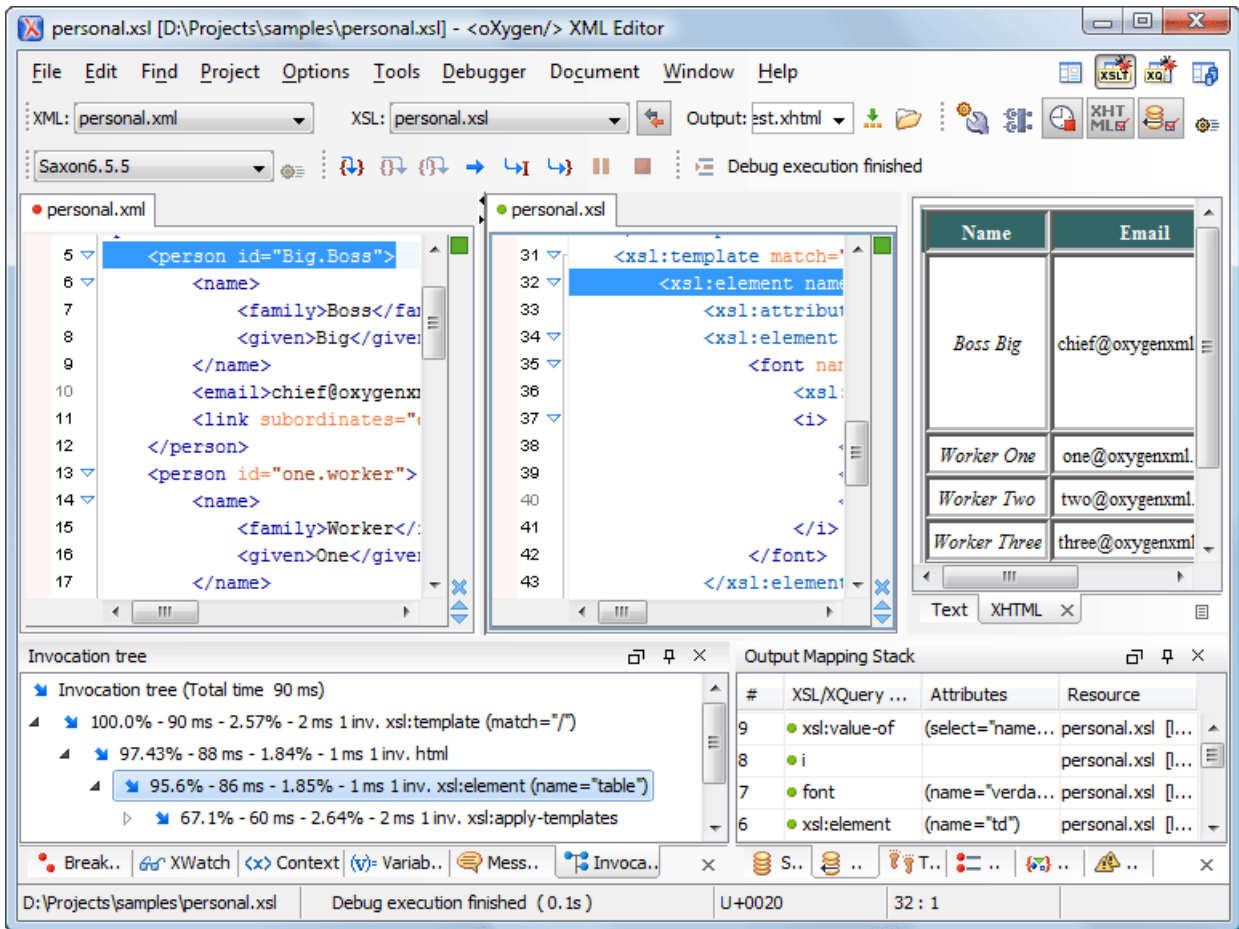 personal.xsl [D:\Projects\samples\personal.xsl] - <oXygen/> XML Editor
File Edit Find Project Options Tools Debugger Document Window Help
XML: personal.xml XSL: personal.xsl Output: est.xhtml
XHT ML
Saxon6.5.5 Debug execution finished
personal.xml
5 <person id="Big.Boss">
6 <name>
7 <family>Boss</fa
8 <given>Big</give
9 </name>
10 <email>chief@oxygenx
11 <link subordinates="
12 </person>
13 <person id="one.worker">
14 <name>
15 <family>Worker</
16 <given>One</give
17 </name>
personal.xsl
31 <xsl:template match='
32 <xsl:element name
33 <xsl:attribut
34 <xsl:element
35 <font nam
36 <xsl:
37 <i>
38 <
39 <
40 <
41 </i>
42 </font>
43 </xsl:element
Name Email
Boss Big chief@oxygenxml
Worker One one@oxygenxml.
Worker Two two@oxygenxml.
Worker Three three@oxygenxml
Text XHTML
Invocation tree
Invocation tree (Total time 90 ms)
100.0% - 90 ms - 2.57% - 2 ms 1 inv. xsl:template (match="/")
97.43% - 88 ms - 1.84% - 1 ms 1 inv. html
95.6% - 86 ms - 1.85% - 1 ms 1 inv. xsl:element (name="table")
67.1% - 60 ms - 2.64% - 2 ms 1 inv. xsl:apply-templates
Break.. XWatch <x> Context (v)= Variab.. Mess.. Invoca..
Output Mapping Stack
# XSL/XQuery ... Attributes Resource
9 xsl:value-of (select="name... personal.xsl [l...
8 i personal.xsl [l...
7 font (name="verda... personal.xsl [l...
6 xsl:element (name="td") personal.xsl [l...
S.. .. T.. .. .. ..
D:\Projects\samples\personal.xsl Debug execution finished (0.1s) U+0020 32 : 1